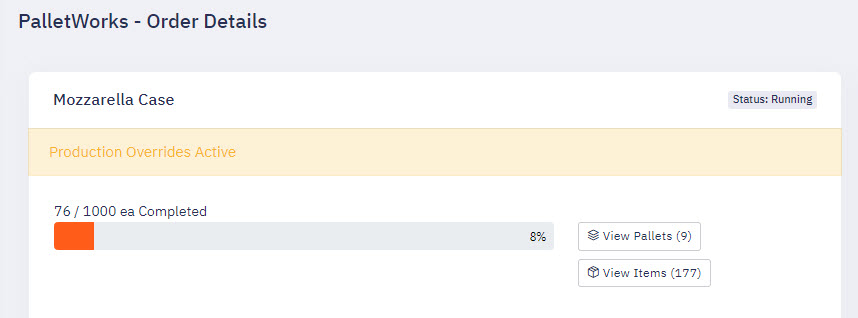 PalletWorks - Order Details
Mozzarella Case
Status: Running
Production Overrides Active
76 / 1000 ea Completed
8%
View Pallets (9)
View Items (177)